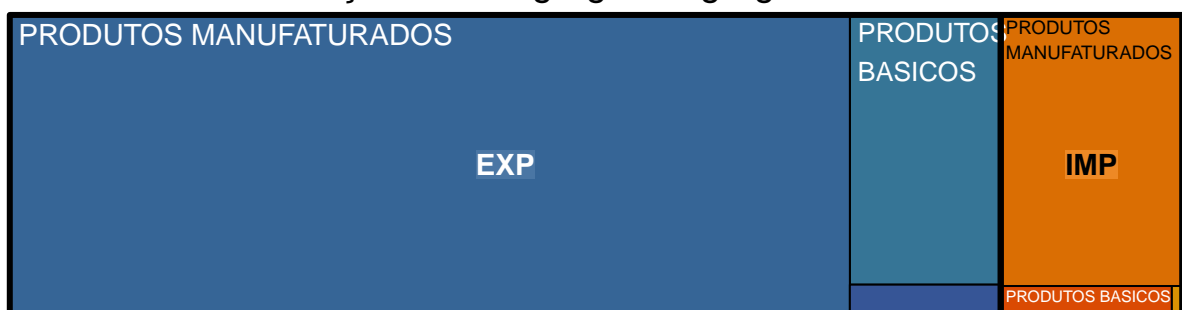 PRODUTOS MANUFATURADOS
EXP
PRODUTOS
BASICOS
PRODUTOS
MANUFATURADOS
IMP
PRODUTOS BASICOS